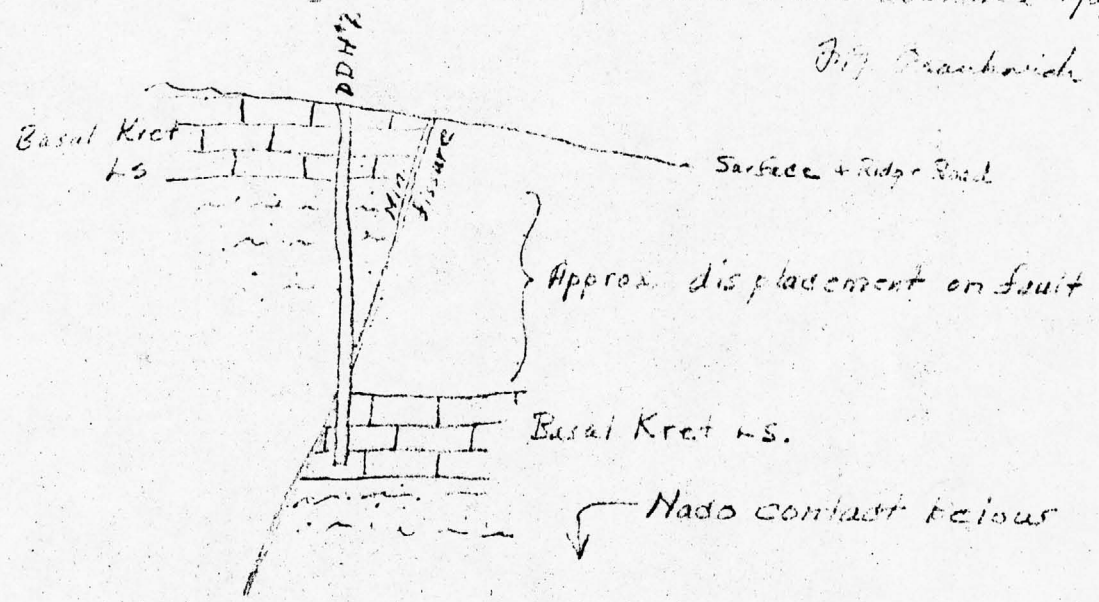 DDH#2
Basal Kret
Ls
Min.
fissure
Surface + Ridge Road
Approx. displacement on fault
Basal Kret Ls.
Nado contact below